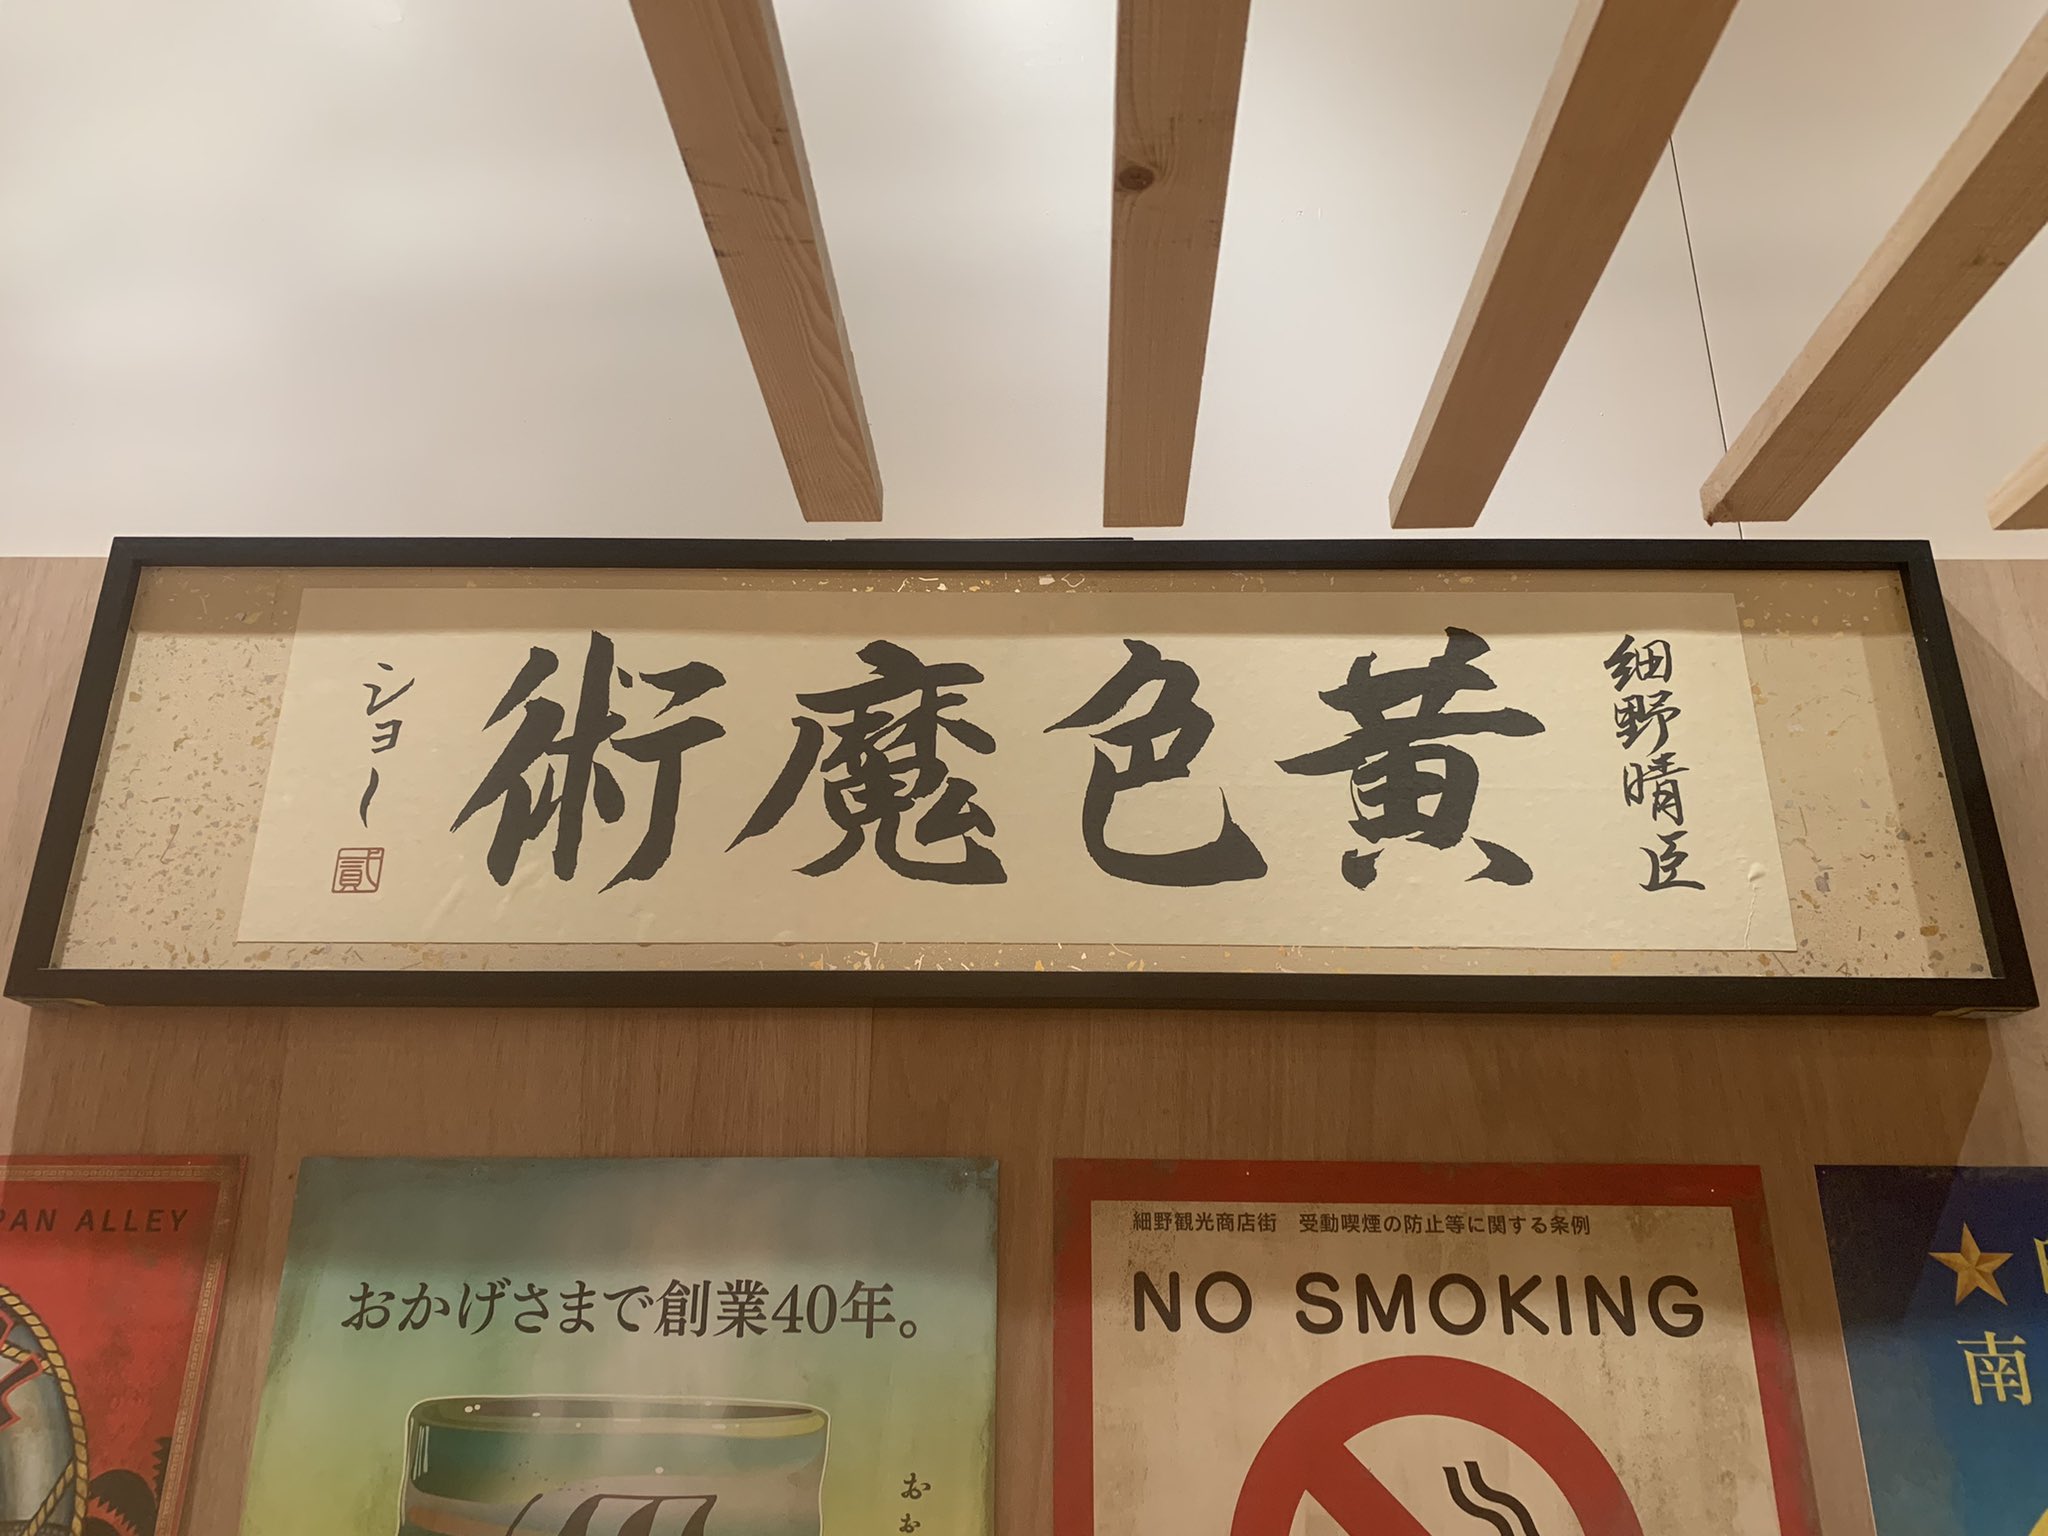 細野晴臣
黄色魔術
ショー
PAN ALLEY
おかげさまで創業40年。
お
お
細野観光商店街 受動喫煙の防止等に関する条例
NO SMOKING
南